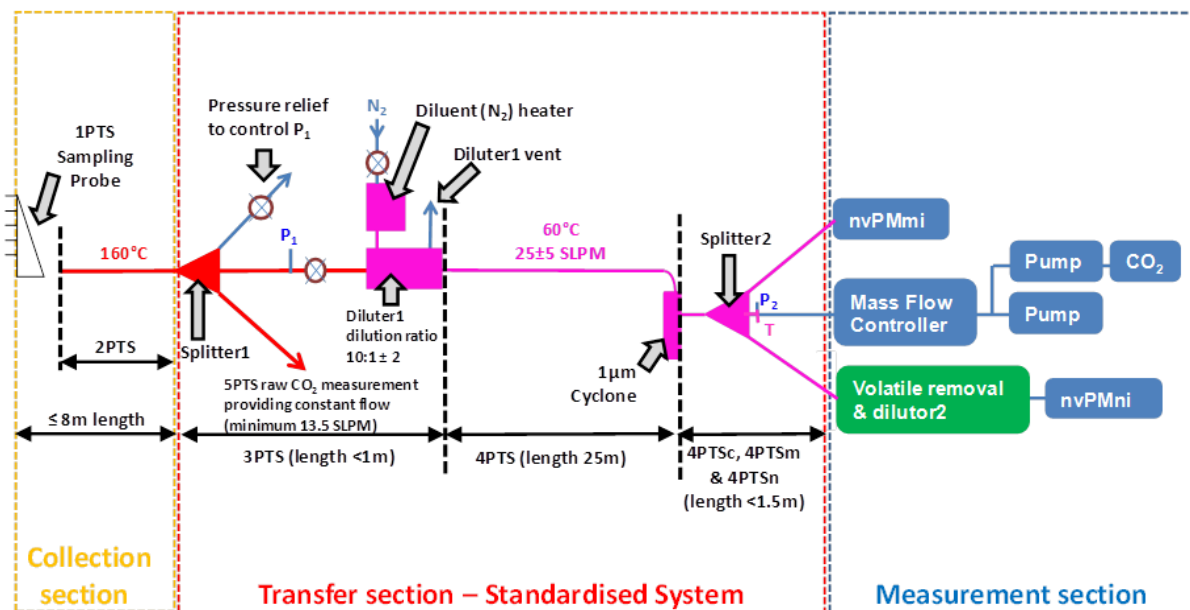 1PTS
Sampling
Probe
Pressure relief
to control P1
N2
Diluent (N2) heater
Diluter1 vent
160°C
P1
60°C
25±5 SLPM
Splitter2
nvPMmi
Pump
CO2
P2
T
Mass Flow
Controller
Pump
2PTS
Splitter1
Diluter1
dilution ratio
10:1± 2
1μm
Cyclone
Volatile removal
& dilutor2
nvPMni
5PTS raw CO2 measurement
providing constant flow
(minimum 13.5 SLPM)
≤8m length
3PTS (length <1m)
4PTS (length 25m)
4PTSc, 4PTSm
& 4PTSn
(length <1.5m)
Collection
section
Transfer section – Standardised System
Measurement section